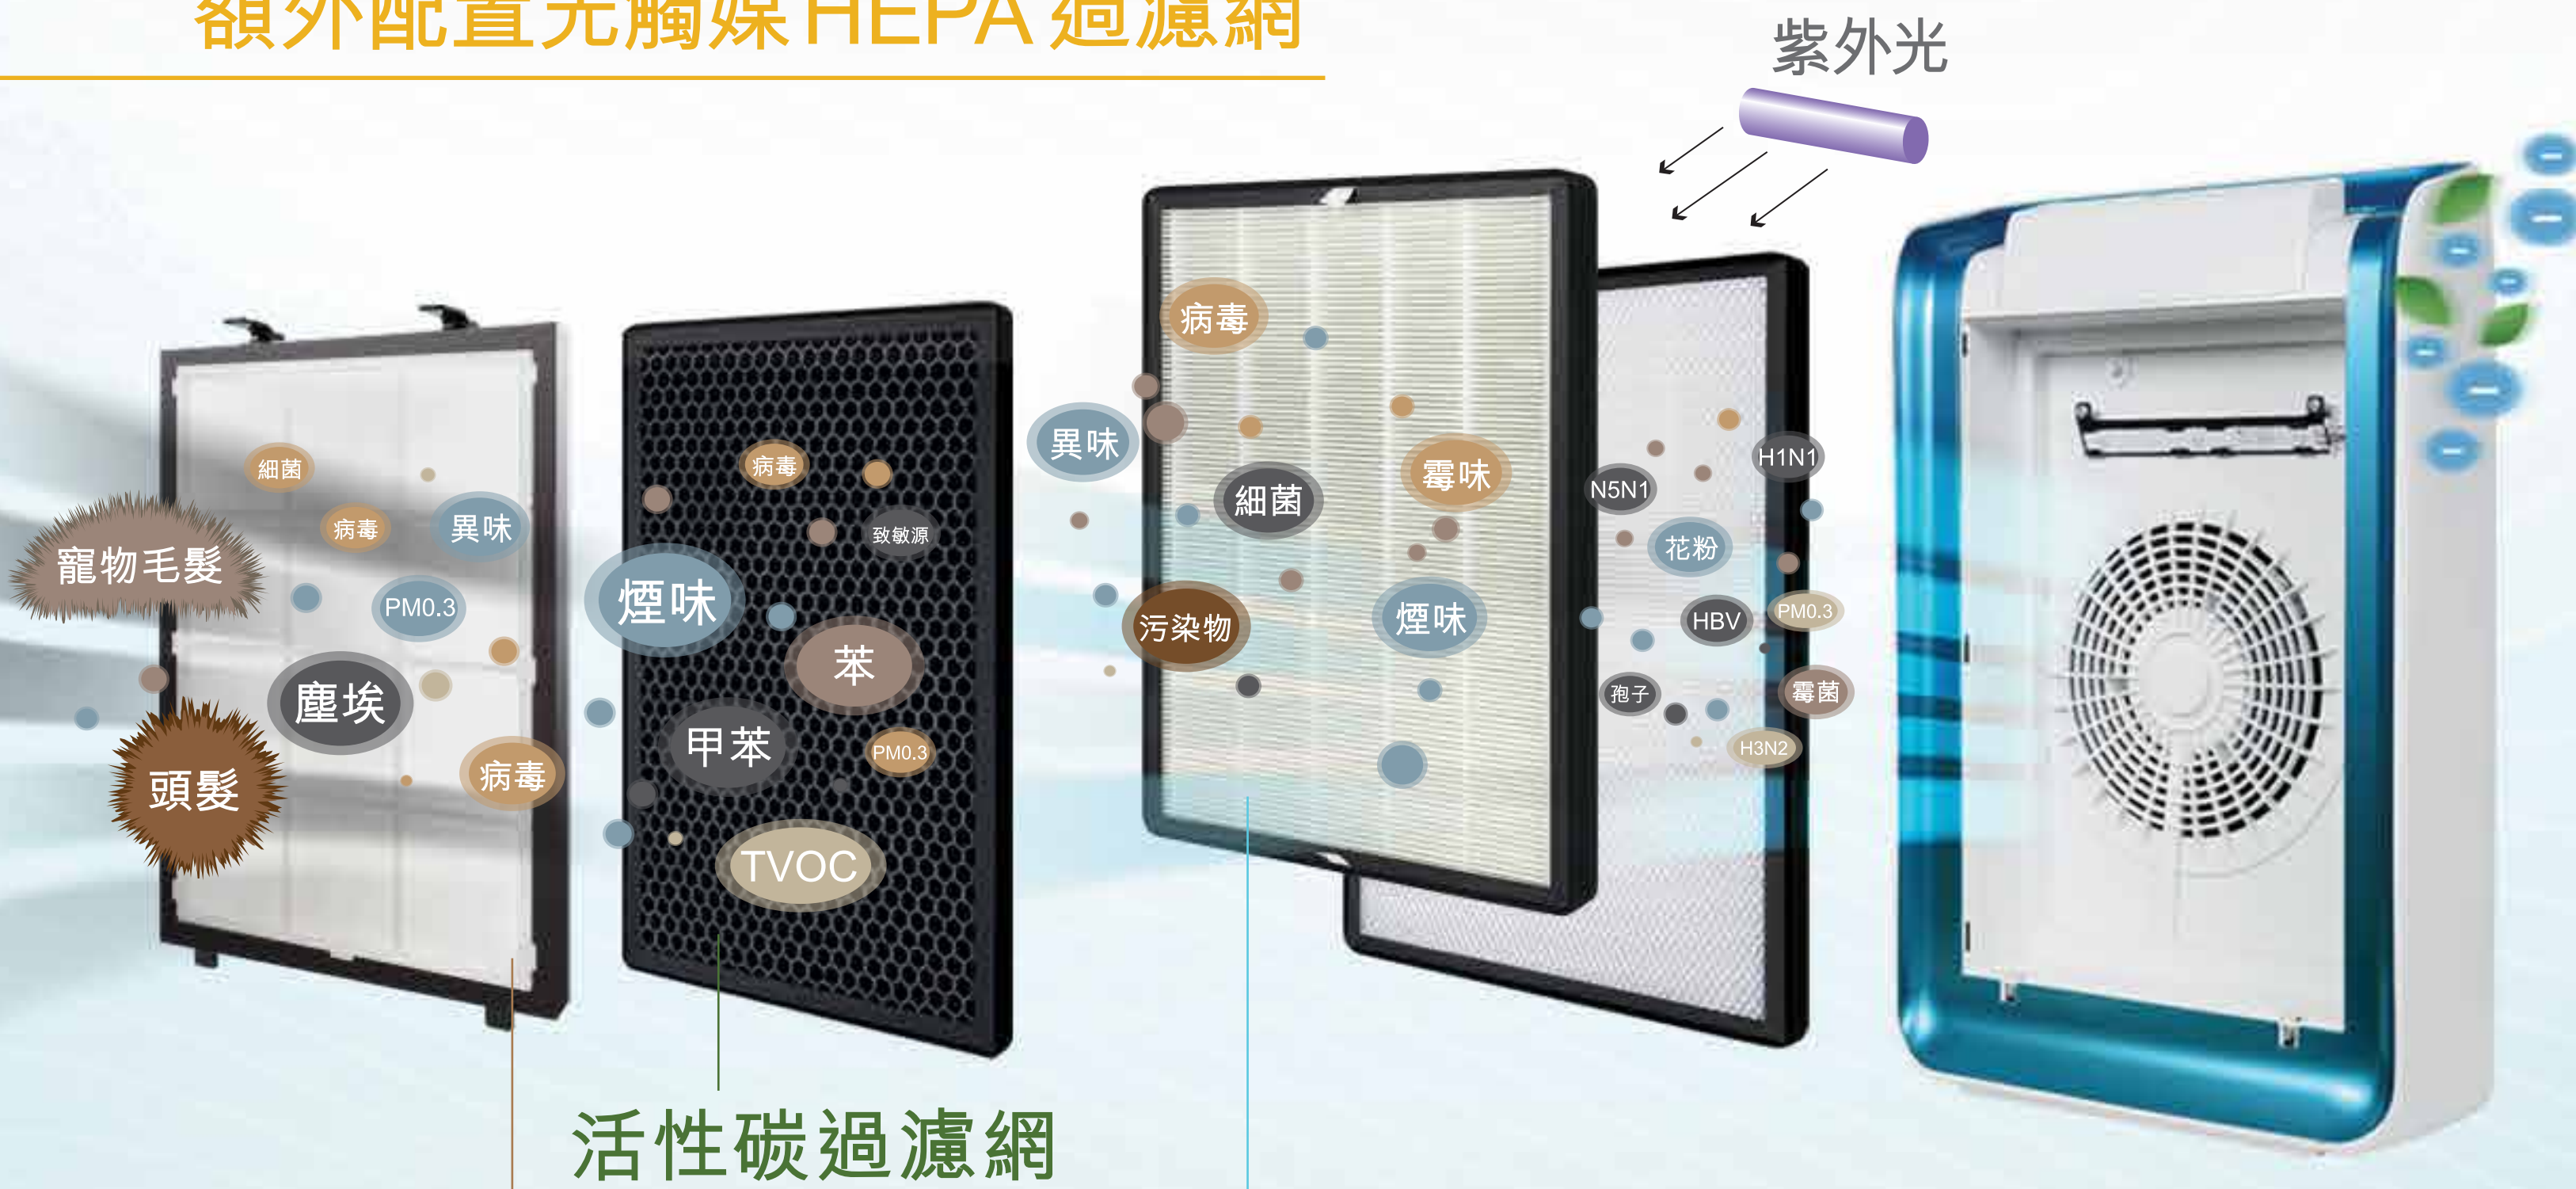 額外配置光觸媒 HEPA 過濾網
紫外光
細菌
病毒
異味
寵物毛髮
PM0.3
塵埃
頭髮
病毒
病毒
致敏源
煙味
苯
甲苯
PM0.3
TVOC
病毒
異味
細菌
霉味
污染物
煙味
H1N1
N5N1
花粉
HBV
PM0.3
孢子
霉菌
H3N2
活性碳過濾網